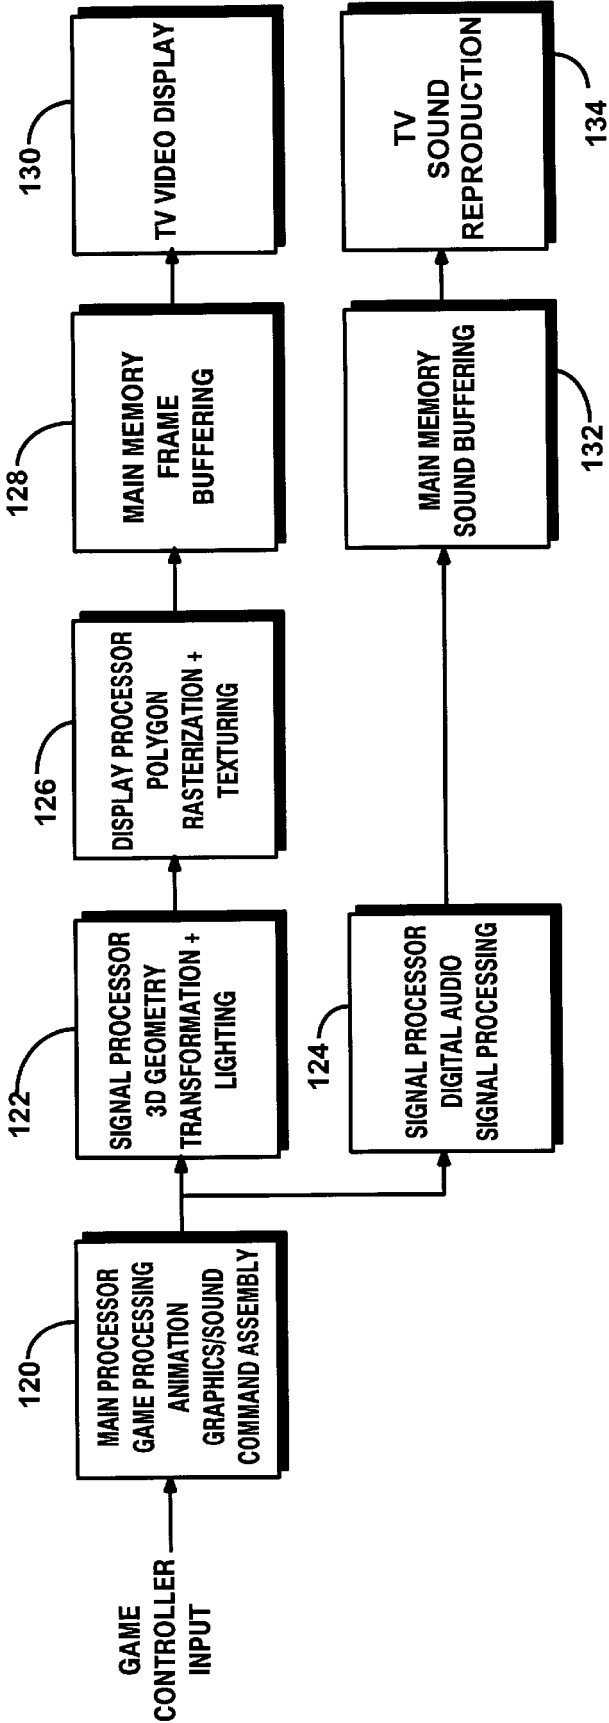 GAME
CONTROLLER
INPUT
120
MAIN PROCESSOR
GAME PROCESSING
ANIMATION
GRAPHICS/SOUND
COMMAND ASSEMBLY
122
SIGNAL PROCESSOR
3D GEOMETRY
TRANSFORMATION +
LIGHTING
126
DISPLAY PROCESSOR
POLYGON
RASTERIZATION +
TEXTURING
128
MAIN MEMORY
FRAME
BUFFERING
130
TV VIDEO DISPLAY
124
SIGNAL PROCESSOR
DIGITAL AUDIO
SIGNAL PROCESSING
MAIN MEMORY
SOUND BUFFERING
132
TV
SOUND
REPRODUCTION
134